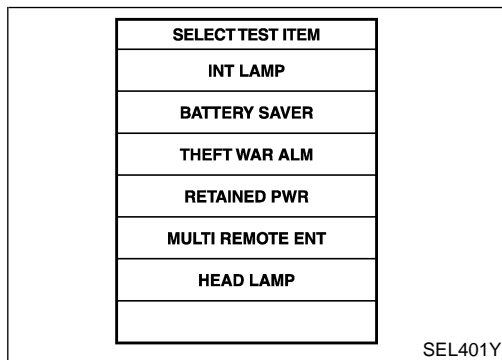 SELECT TEST ITEM
INT LAMP
BATTERY SAVER
THEFT WAR ALM
RETAINED PWR
MULTI REMOTE ENT
HEAD LAMP
SEL401Y